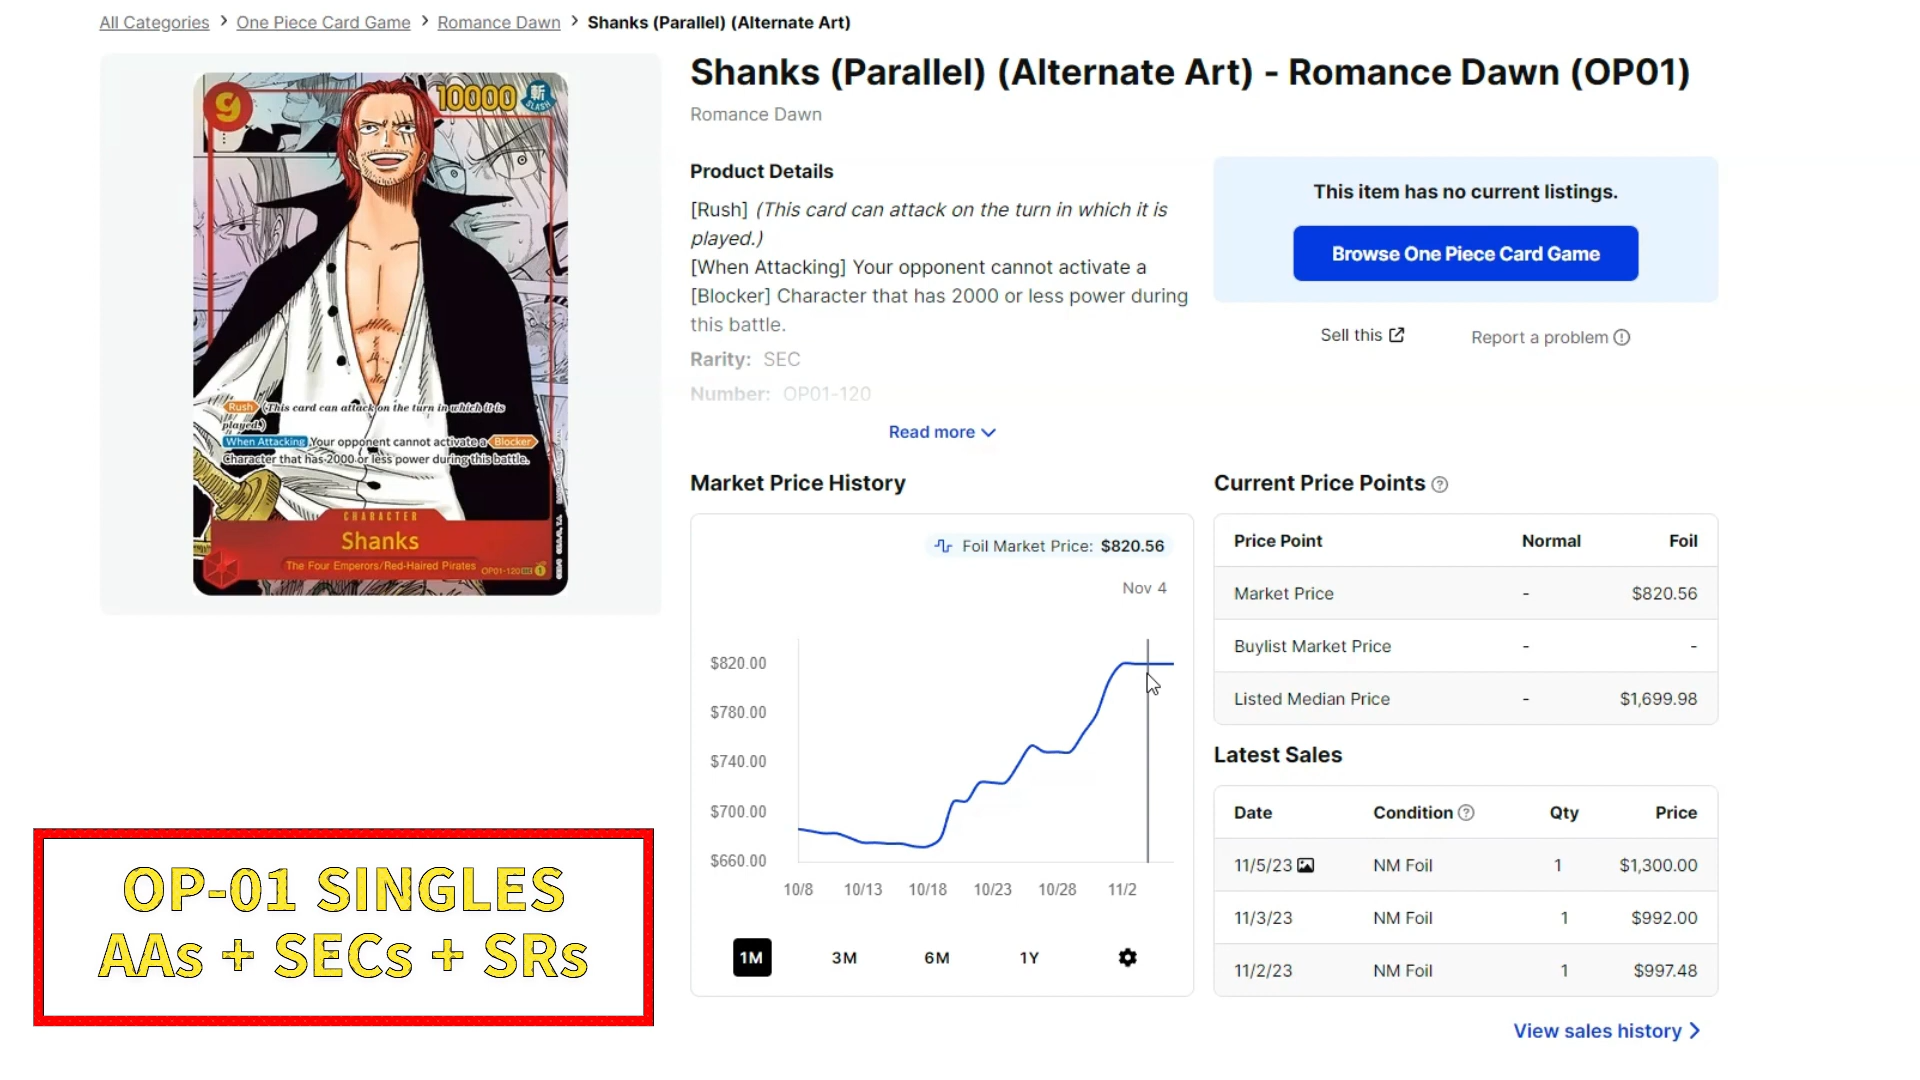 All Categories > One Piece Card Game > Romance Dawn > Shanks (Parallel) (Alternate Art)
9
10000
斬
SLASH
Rush (This card can attack on the turn in which it is
played.)
When Attacking Your opponent cannot activate a Blocker
Character that has 2000 or less power during this battle.
CHARACTER
Shanks
The Four Emperors/Red-Haired Pirates OP01-120 SEC 1
Shanks (Parallel) (Alternate Art) - Romance Dawn (OP01)
Romance Dawn
Product Details
[Rush] (This card can attack on the turn in which it is
played.)
[When Attacking] Your opponent cannot activate a
[Blocker] Character that has 2000 or less power during
this battle.
Rarity: SEC
Number: OP01-120
Read more
This item has no current listings.
Browse One Piece Card Game
Sell this
Report a problem
Market Price History
Foil Market Price: $820.56
Nov 4
$820.00
$780.00
$740.00
$700.00
$660.00
10/8 10/13 10/18 10/23 10/28 11/2
1M 3M 6M 1Y
Current Price Points
Price Point Normal Foil
Market Price - $820.56
Buylist Market Price - -
Listed Median Price - $1,699.98
Latest Sales
Date Condition Qty Price
11/5/23 NM Foil 1 $1,300.00
11/3/23 NM Foil 1 $992.00
11/2/23 NM Foil 1 $997.48
View sales history >
OP-01 SINGLES
AAs + SECs + SRs